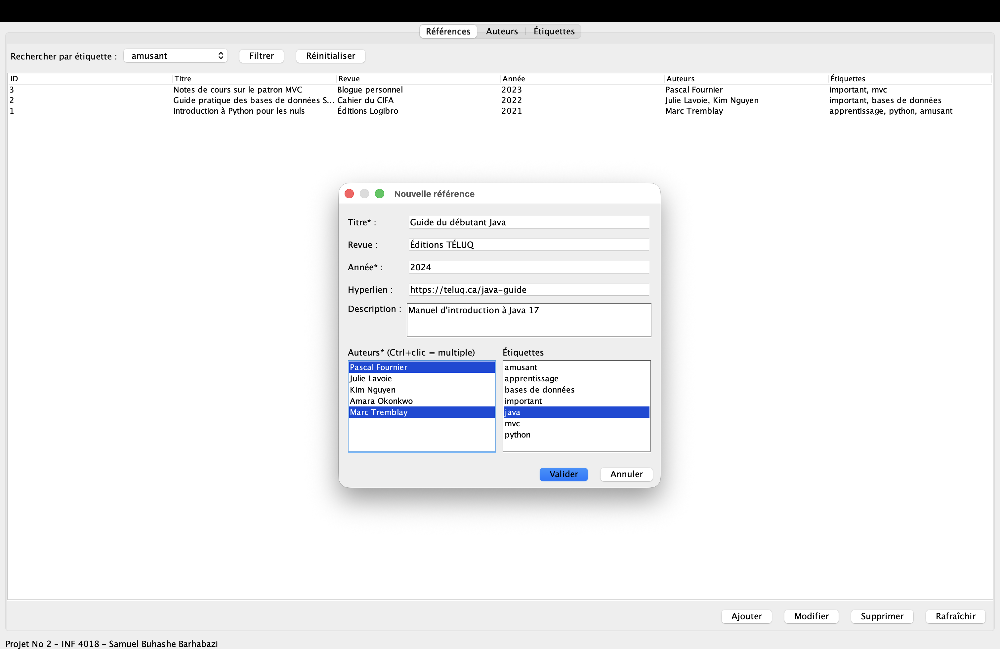 Références Auteurs Étiquettes
Rechercher par étiquette : amusant Filtrer Réinitialiser
ID Titre Revue Année Auteurs Étiquettes
3 Notes de cours sur le patron MVC Blogue personnel 2023 Pascal Fournier important, mvc
2 Guide pratique des bases de données S... Cahier du CIFA 2022 Julie Lavoie, Kim Nguyen important, bases de données
1 Introduction à Python pour les nuls Éditions Logibro 2021 Marc Tremblay apprentissage, python, amusant
Nouvelle référence
Titre* : Guide du débutant Java
Revue : Éditions TÉLUQ
Année* : 2024
Hyperlien : https://teluq.ca/java-guide
Description : Manuel d'introduction à Java 17
Auteurs* (Ctrl+clic = multiple)
Pascal Fournier
Julie Lavoie
Kim Nguyen
Amara Okonkwo
Marc Tremblay
Étiquettes
amusant
apprentissage
bases de données
important
java
mvc
python
Valider Annuler
Ajouter Modifier Supprimer Rafraîchir
Projet No 2 – INF 4018 – Samuel Buhashe Barhabazi